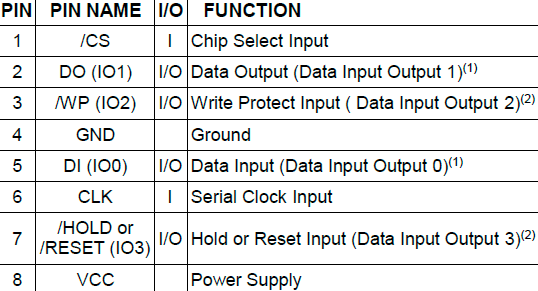 PIN PIN NAME I/O FUNCTION
1 /CS I Chip Select Input
2 DO (IO1) I/O Data Output (Data Input Output 1)(1)
3 /WP (IO2) I/O Write Protect Input ( Data Input Output 2)(2)
4 GND Ground
5 DI (IO0) I/O Data Input (Data Input Output 0)(1)
6 CLK I Serial Clock Input
7 /HOLD or /RESET (IO3) I/O Hold or Reset Input (Data Input Output 3)(2)
8 VCC Power Supply